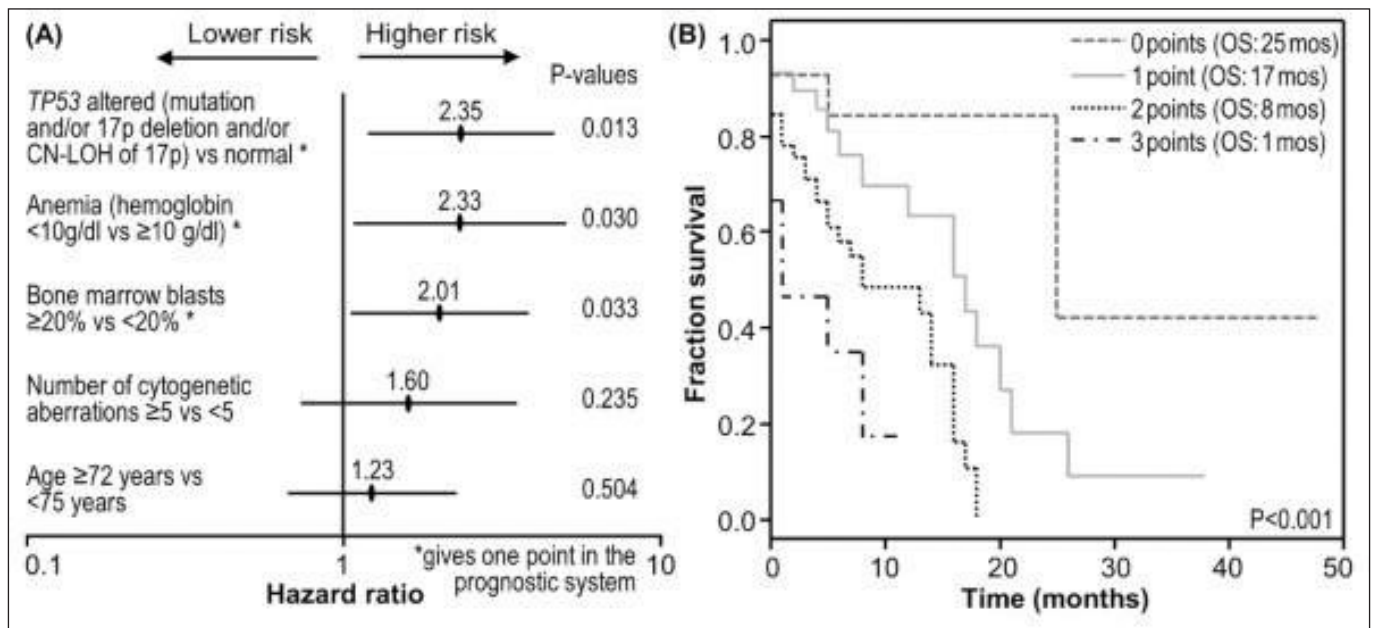 (A)
Lower risk
Higher risk
P-values
TP53 altered (mutation
and/or 17p deletion and/or
CN-LOH of 17p) vs normal *
2.35
0.013
Anemia (hemoglobin
<10g/dl vs ≥10 g/dl) *
2.33
0.030
Bone marrow blasts
≥20% vs <20% *
2.01
0.033
Number of cytogenetic
aberrations ≥5 vs <5
1.60
0.235
Age ≥72 years vs
<75 years
1.23
0.504
0.1
1
10
*gives one point in the
prognostic system
Hazard ratio
(B)
1.0
0.8
0.6
0.4
0.2
0.0
Fraction survival
0 points (OS: 25 mos)
1 point (OS: 17 mos)
2 points (OS: 8 mos)
3 points (OS: 1 mos)
P<0.001
0
10
20
30
40
50
Time (months)